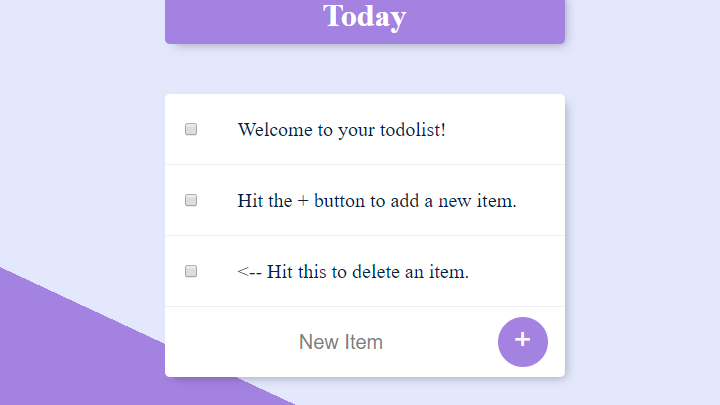 Today
Welcome to your todolist!
Hit the + button to add a new item.
<-- Hit this to delete an item.
New Item +